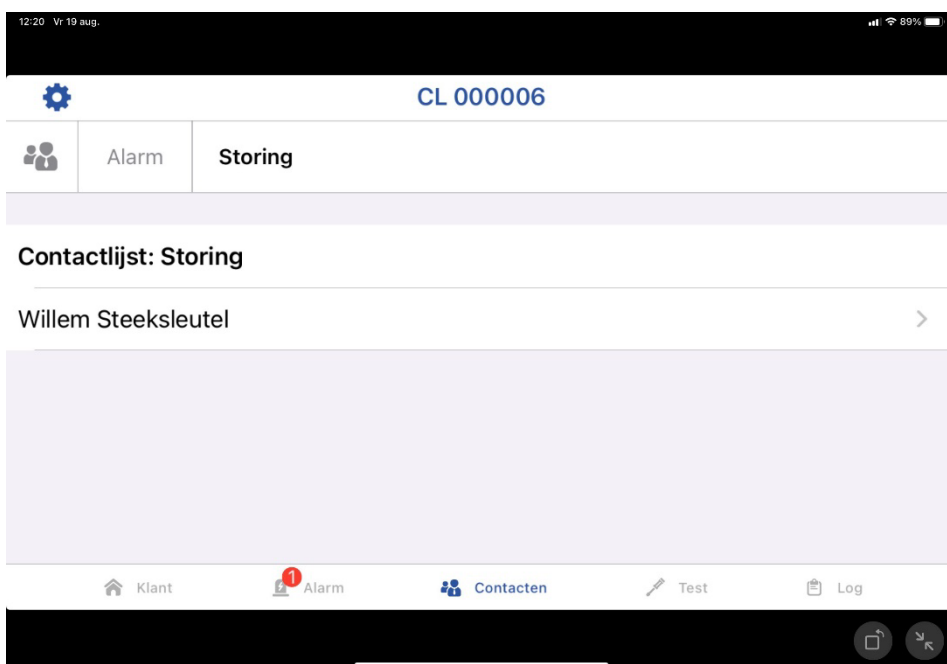 12:20 Vr 19 aug. 89%
CL 000006
Alarm Storing
Contactlijst: Storing
Willem Steeksleutel
Klant 1 Alarm Contacten Test Log